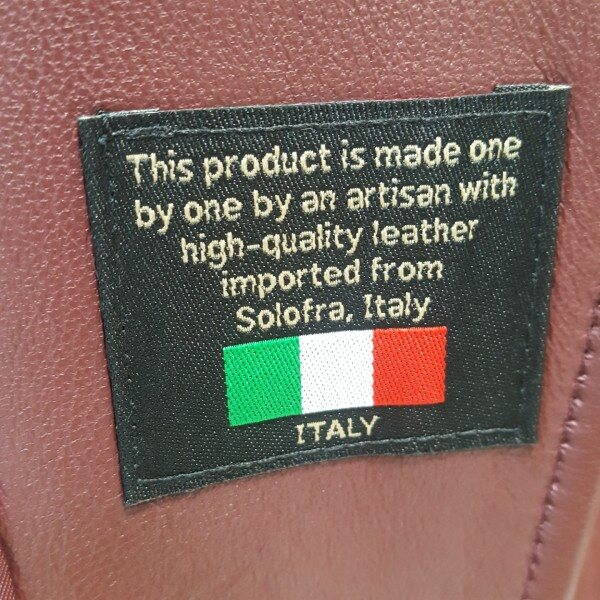 This product is made one
by one by an artisan with
high-quality leather
imported from
Solofra, Italy
ITALY